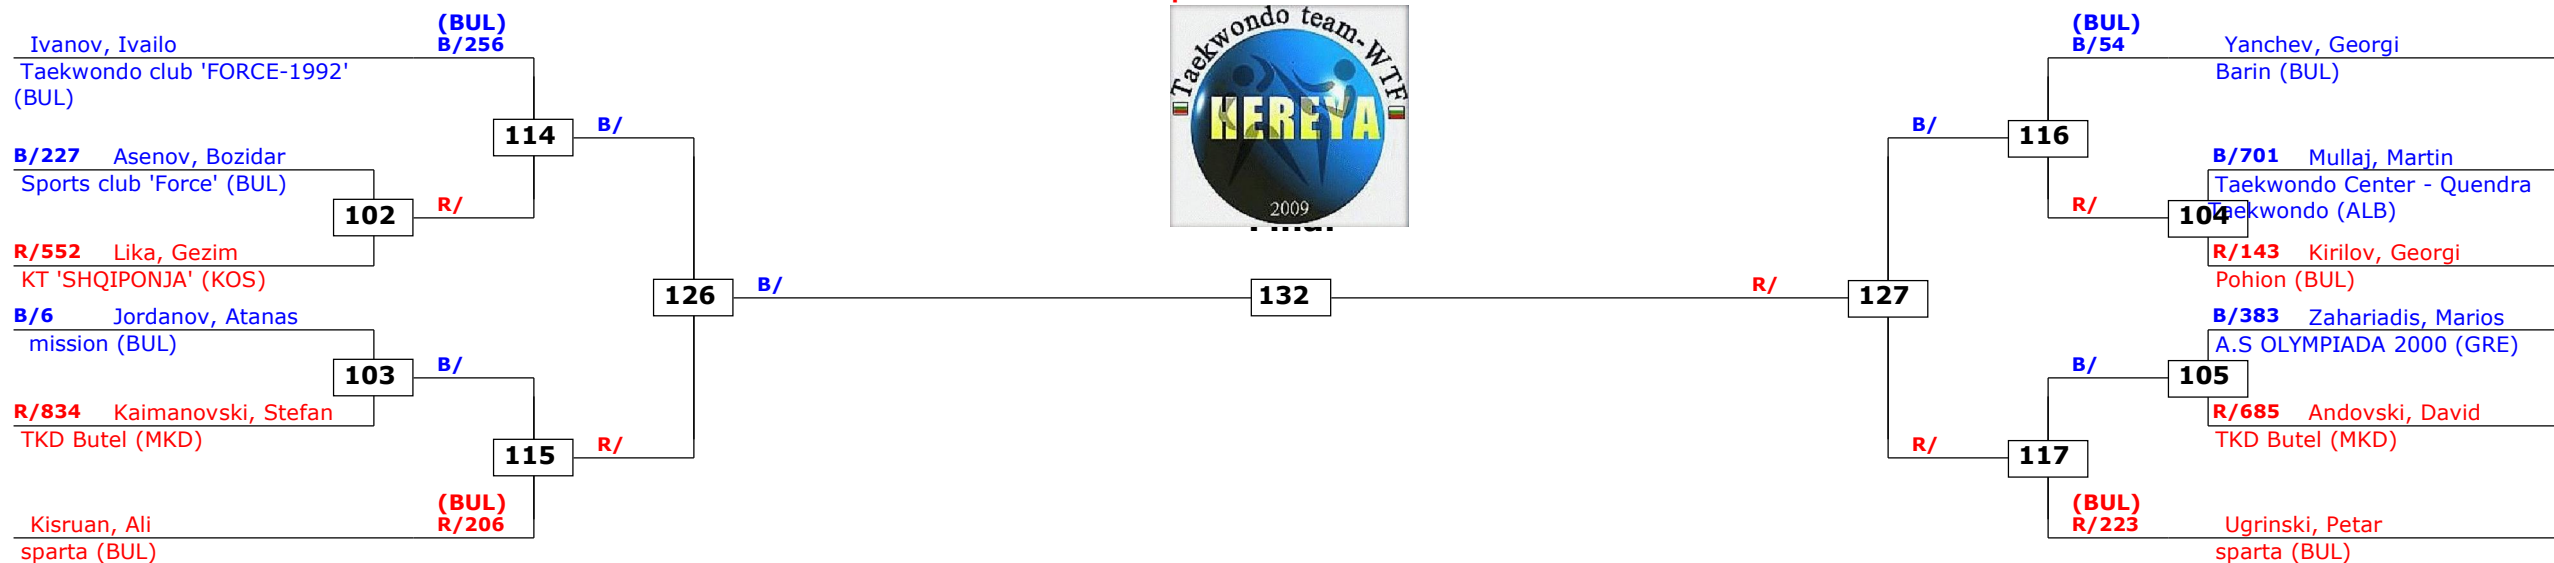 (BUL)
Ivanov, Ivailo B/256
Taekwondo club 'FORCE-1992'
(BUL)
114
B/
B/227 Asenov, Bozidar
Sports club 'Force' (BUL)
102
R/
R/552 Lika, Gezim
KT 'SHQIPONJA' (KOS)
126
B/
B/6 Jordanov, Atanas
mission (BUL)
103
B/
R/834 Kaimanovski, Stefan
TKD Butel (MKD)
115
R/
(BUL)
Kisruan, Ali R/206
sparta (BUL)
Taekwondo team-WTF
HEREYA
2009
Final
132
R/
127
(BUL)
B/54 Yanchev, Georgi
Barin (BUL)
B/
116
B/701 Mullaj, Martin
Taekwondo Center - Quendra
Taekwondo (ALB)
R/
104
R/143 Kirilov, Georgi
Pohion (BUL)
B/383 Zahariadis, Marios
A.S OLYMPIADA 2000 (GRE)
B/
105
R/685 Andovski, David
TKD Butel (MKD)
R/
117
(BUL)
R/223 Ugrinski, Petar
sparta (BUL)